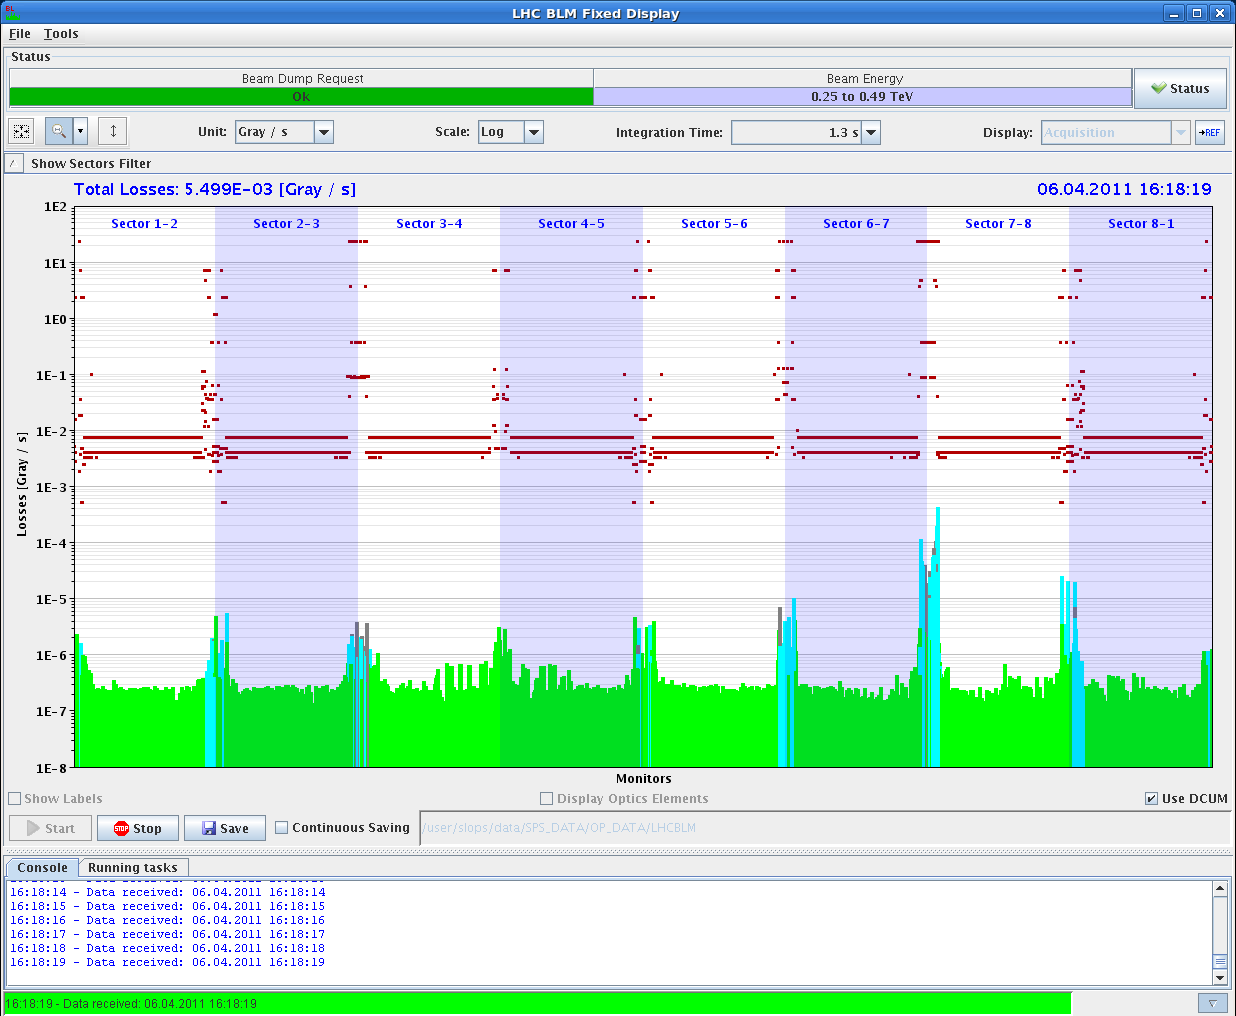 LHC BLM Fixed Display
File Tools
Status
Beam Dump Request Beam Energy
Ok 0.25 to 0.49 TeV
Status
Unit: Gray / s Scale: Log Integration Time: 1.3 s Display: Acquisition REF
Show Sectors Filter
Total Losses: 5.499E-03 [Gray / s] 06.04.2011 16:18:19
Sector 1-2 Sector 2-3 Sector 3-4 Sector 4-5 Sector 5-6 Sector 6-7 Sector 7-8 Sector 8-1
1E2
1E1
1E0
1E-1
1E-2
1E-3
1E-4
1E-5
1E-6
1E-7
1E-8
Losses [Gray / s]
Monitors
Show Labels Display Optics Elements Use DCUM
Start STOP Stop Save Continuous Saving /user/slops/data/SPS_DATA/OP_DATA/LHCBLM
Console Running tasks
16:18:14 - Data received: 06.04.2011 16:18:14
16:18:15 - Data received: 06.04.2011 16:18:15
16:18:16 - Data received: 06.04.2011 16:18:16
16:18:17 - Data received: 06.04.2011 16:18:17
16:18:18 - Data received: 06.04.2011 16:18:18
16:18:19 - Data received: 06.04.2011 16:18:19
16:18:19 - Data received: 06.04.2011 16:18:19